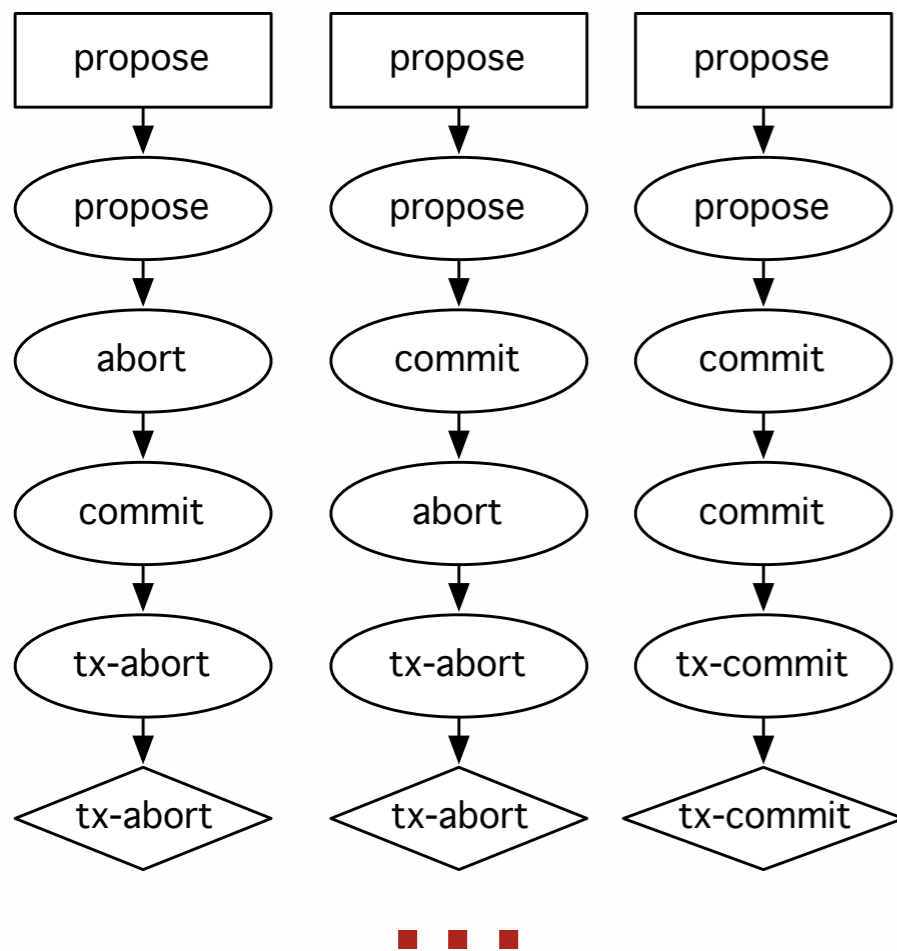 propose propose propose
propose propose propose
abort commit commit
commit abort commit
tx-abort tx-abort tx-commit
tx-abort tx-abort tx-commit